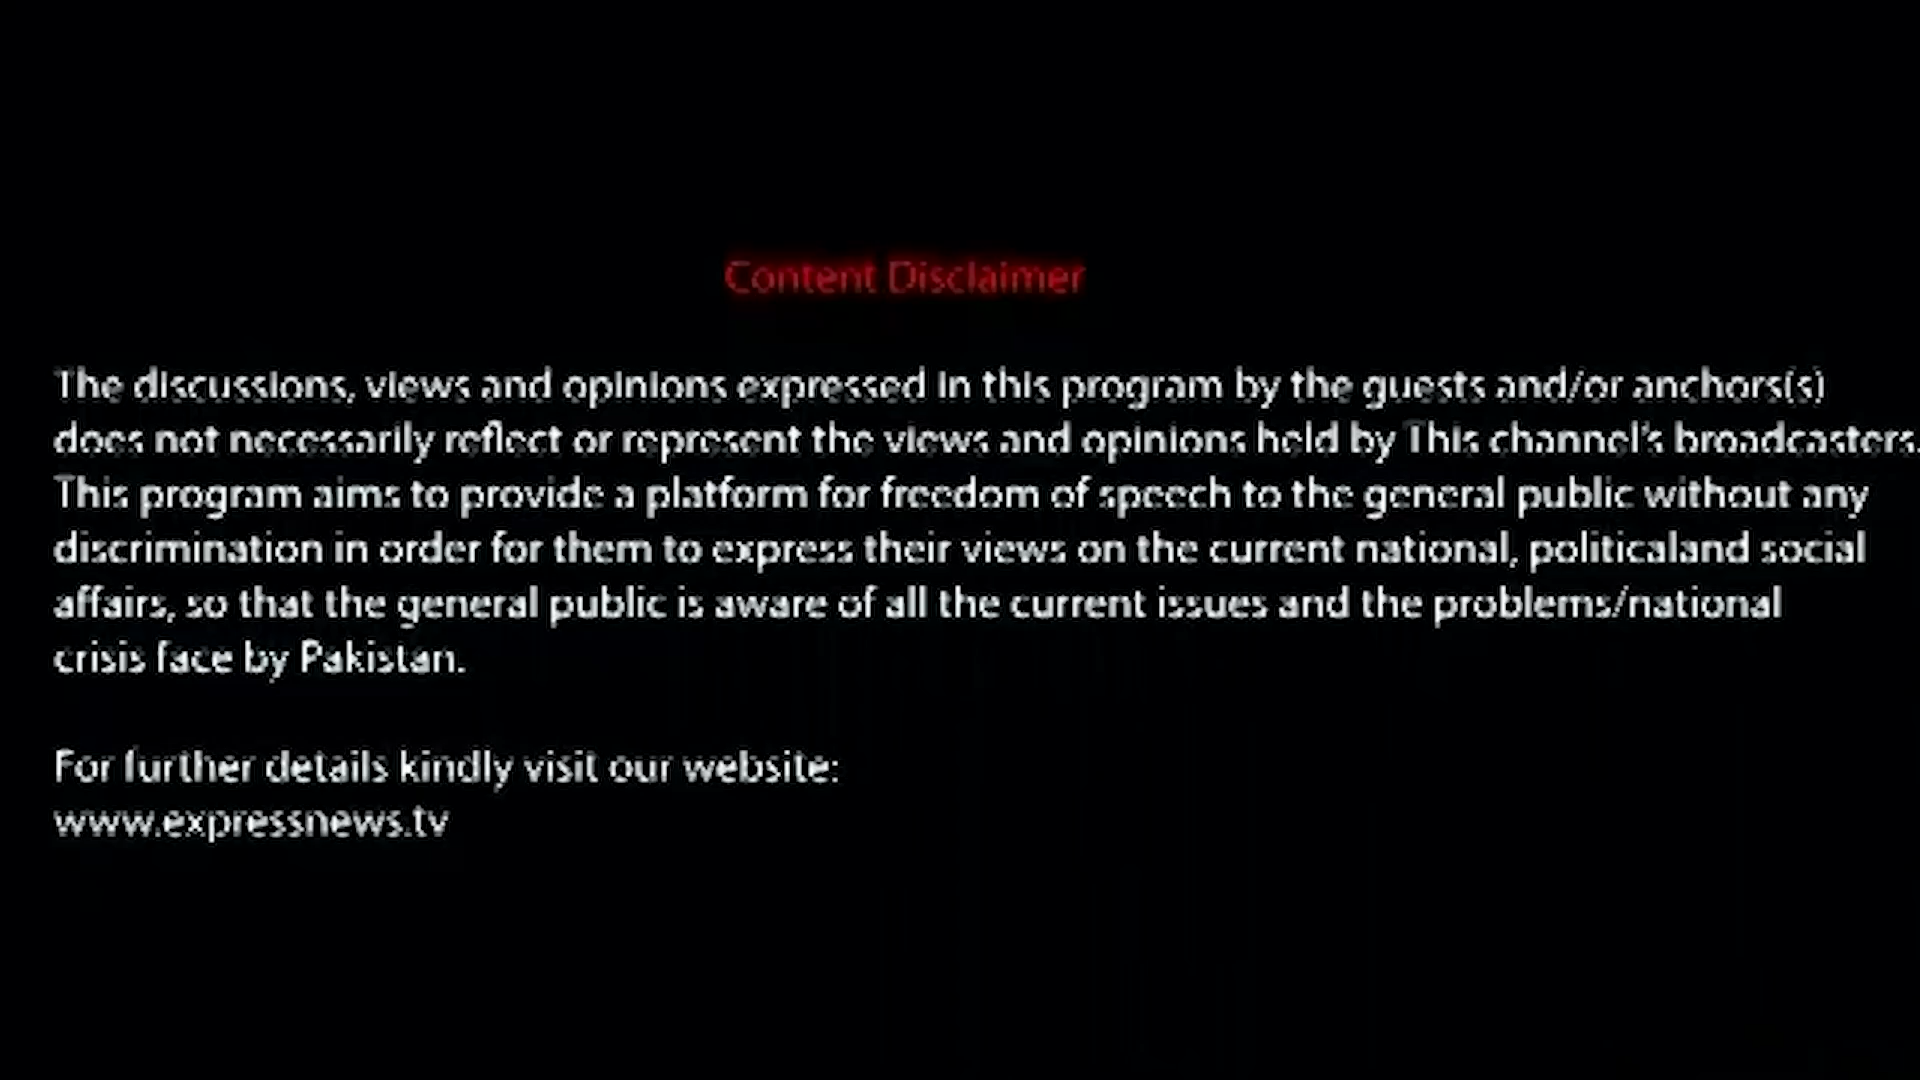 Content Disclaimer
The discussions, views and opinions expressed in this program by the guests and/or anchors(s)
does not necessarily reflect or represent the views and opinions held by This channel's broadcasters.
This program aims to provide a platform for freedom of speech to the general public without any
discrimination in order for them to express their views on the current national, politicaland social
affairs, so that the general public is aware of all the current issues and the problems/national
crisis face by Pakistan.
For further details kindly visit our website:
www.expressnews.tv